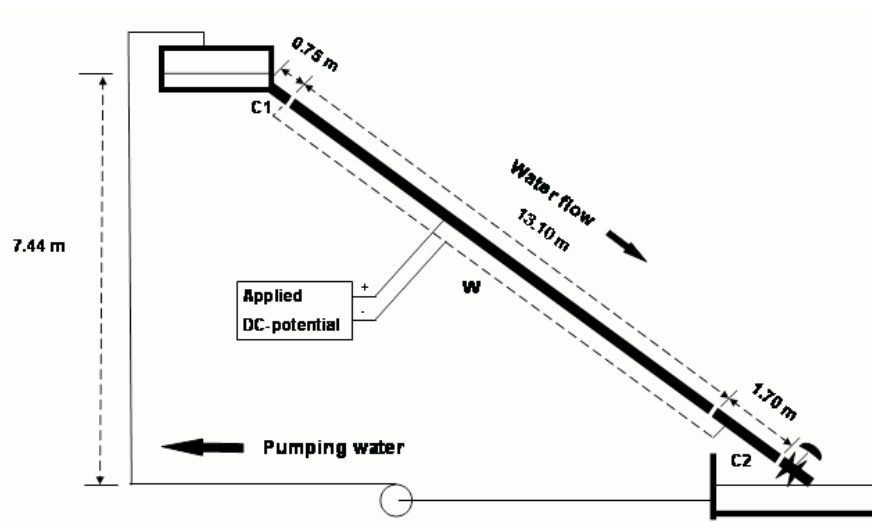 0.75 m
C1
Water flow
13.10 m
7.44 m
W
Applied
DC-potential
+
-
1.70 m
Pumping water
C2